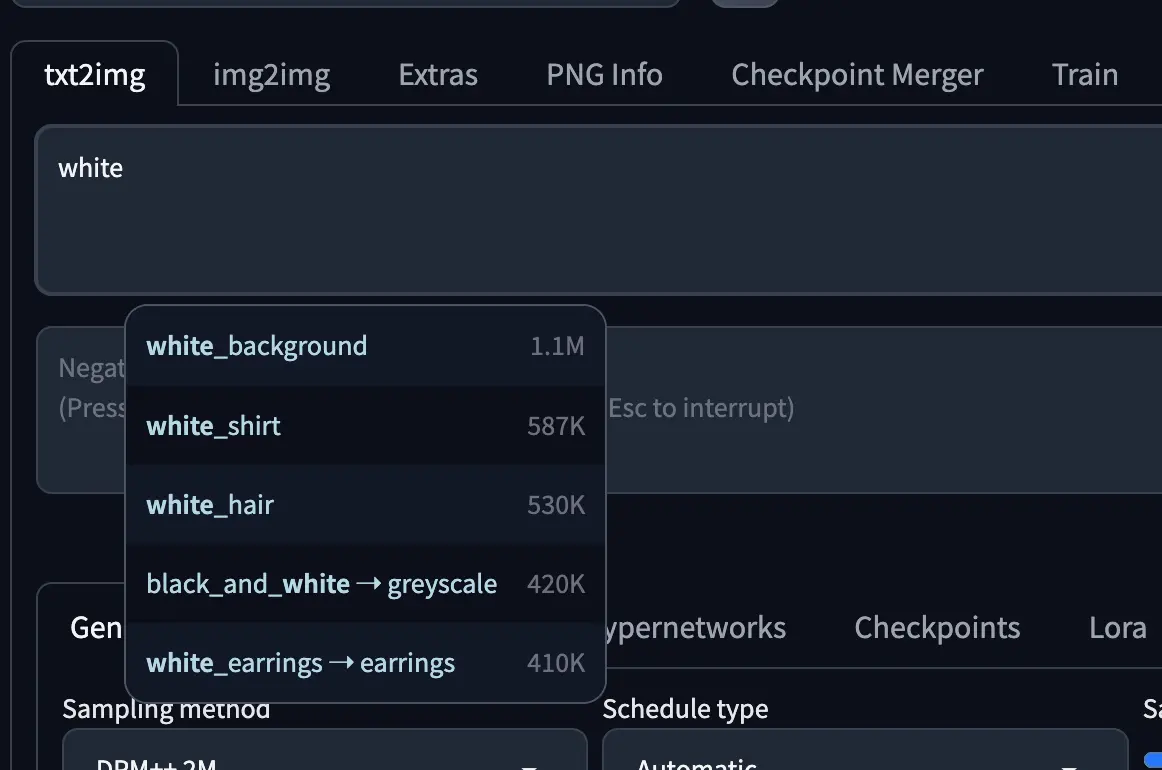 txt2img img2img Extras PNG Info Checkpoint Merger Train
white
white_background 1.1M
Negat
(Press Esc to interrupt)
white_shirt 587K
white_hair 530K
black_and_white → greyscale 420K
Gen ypernetworks Checkpoints Lora
white_earrings → earrings 410K
Sampling method Schedule type Sa
DPM++ 2M Automatic